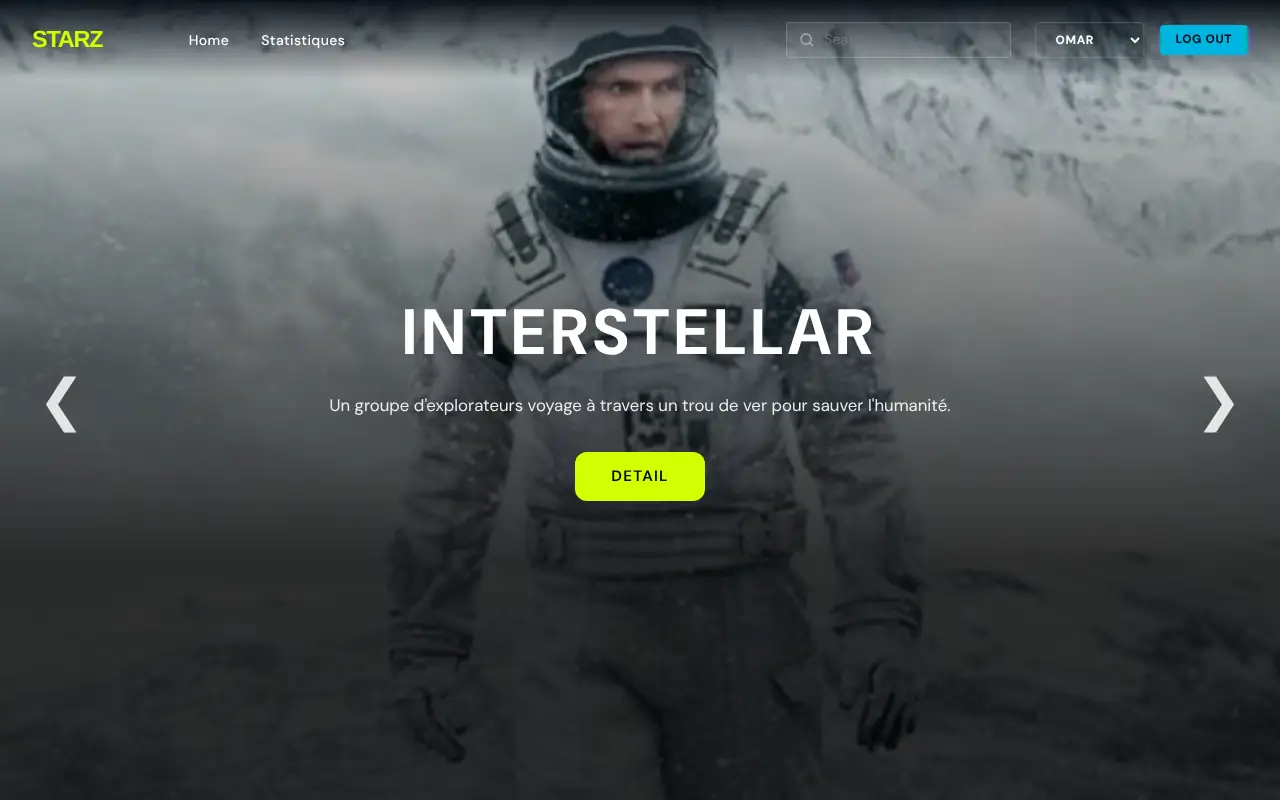 STARZ
Home
Statistiques
Sea
OMAR
LOG OUT
INTERSTELLAR
Un groupe d'explorateurs voyage à travers un trou de ver pour sauver l'humanité.
DETAIL